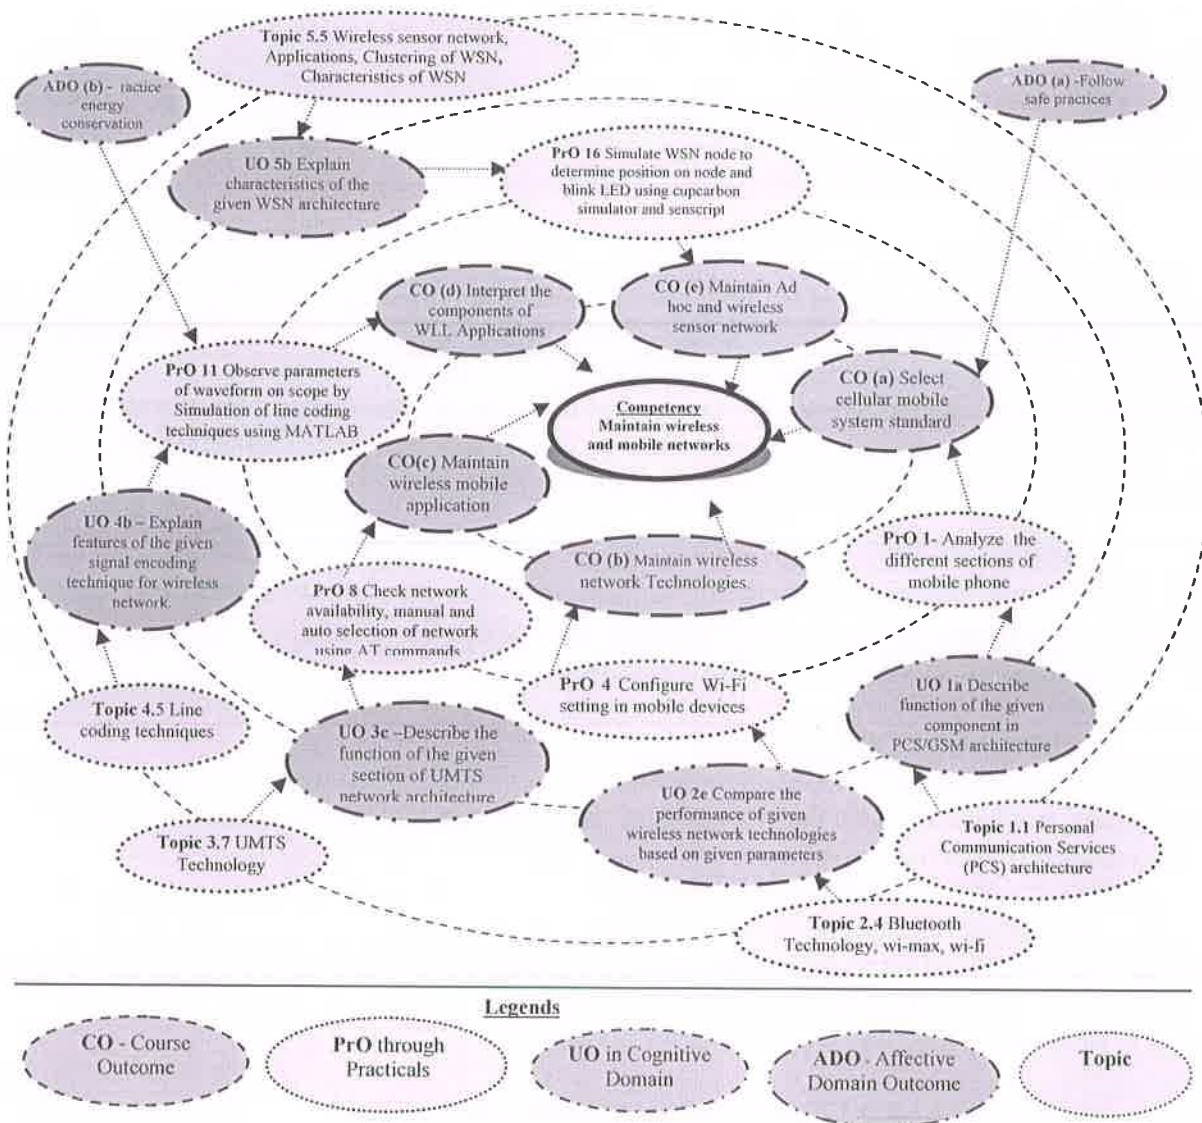 Topic 5.5 Wireless sensor network,
Applications, Clustering of WSN,
Characteristics of WSN
ADO (b) - ractice
energy
conservation
ADO (a) -Follow
safe practices
UO 5b Explain
characteristics of the
given WSN architecture
PrO 16 Simulate WSN node to
determine position on node and
blink LED using cupcarbon
simulator and senscript
CO (d) Interpret the
components of
WLL Applications
CO (e) Maintain Ad
hoc and wireless
sensor network
PrO 11 Observe parameters
of waveform on scope by
Simulation of line coding
techniques using MATLAB
CO (a) Select
cellular mobile
system standard
Competency
Maintain wireless
and mobile networks
CO(c) Maintain
wireless mobile
application
UO 4b – Explain
features of the given
signal encoding
technique for wireless
network.
PrO 1- Analyze the
different sections of
mobile phone
CO (b) Maintain wireless
network Technologies.
PrO 8 Check network
availability, manual and
auto selection of network
using AT commands
PrO 4 Configure Wi-Fi
setting in mobile devices
UO 1a Describe
function of the given
component in
PCS/GSM architecture
Topic 4.5 Line
coding techniques
UO 3e –Describe the
function of the given
section of UMTS
network architecture
UO 2e Compare the
performance of given
wireless network technologies
based on given parameters
Topic 3.7 UMTS
Technology
Topic 1.1 Personal
Communication Services
(PCS) architecture
Topic 2.4 Bluetooth
Technology, wi-max, wi-fi
Legends
CO - Course
Outcome
PrO through
Practicals
UO in Cognitive
Domain
ADO - Affective
Domain Outcome
Topic